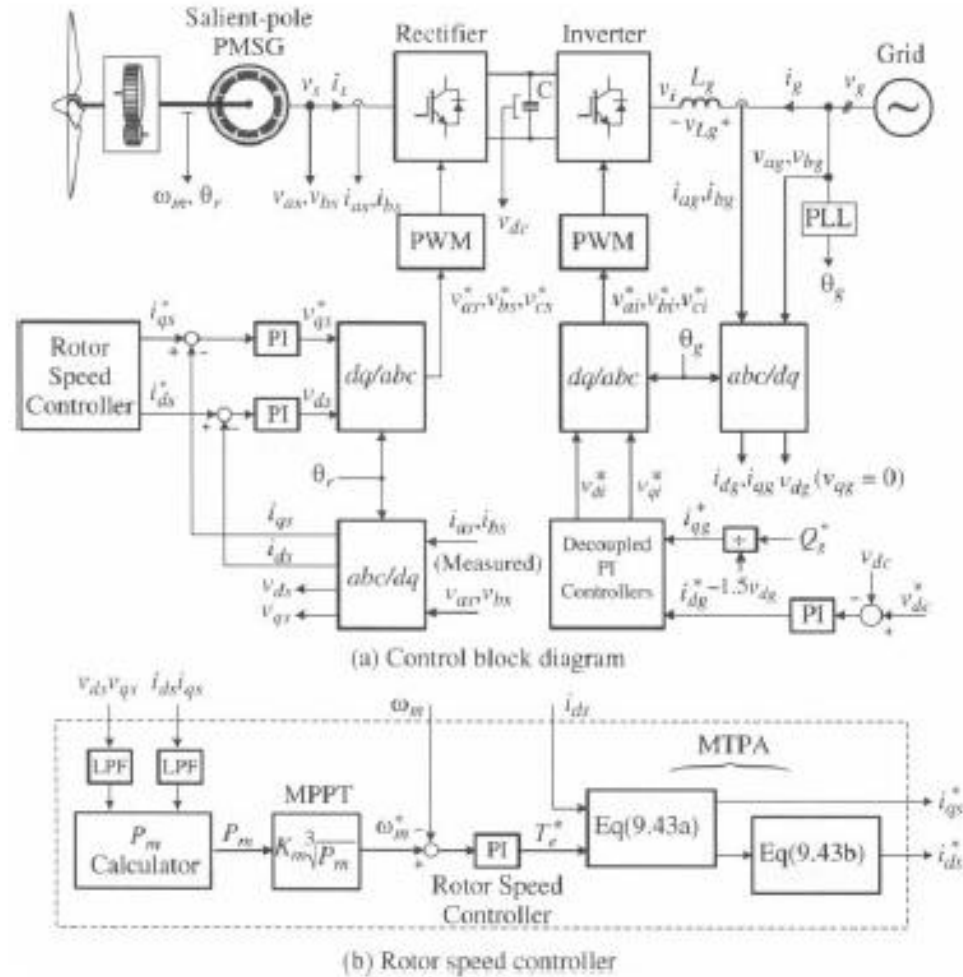 Salient-pole
PMSG
Rectifier
Inverter
Grid
v_s i_s
C
v_i
L_g
i_g
v_g
- v_Lg +
ω_m, θ_r
v_as, v_bs i_as, i_bs
v_dc
i_ag, i_bg
v_ag, v_bg
PWM
PWM
PLL
θ_g
v*_as, v*_bs, v*_cs
v*_ai, v*_bi, v*_ci
Rotor
Speed
Controller
i*_qs
+ -
PI
v*_qs
i*_ds
+ -
PI
v*_ds
dq/abc
dq/abc
θ_g
abc/dq
θ_r
v*_di
v*_qi
i_dg, i_qg v_dg (v_qg = 0)
i_qs
i_ds
v_ds
v_qs
abc/dq
i_as, i_bs
(Measured)
v_as, v_bs
Decoupled
PI
Controllers
i*_qg
÷
Q*_g
-1.5v_dg
i*_dg
PI
v_dc
- +
v*_dc
(a) Control block diagram
v_ds v_qs
i_ds i_qs
ω_m
i_ds
MTPA
LPF
LPF
MPPT
P_m
Calculator
P_m
K_m ∛P_m
ω*_m
- +
PI
T*_e
Eq(9.43a)
i*_qs
Eq(9.43b)
i*_ds
Rotor Speed
Controller
(b) Rotor speed controller